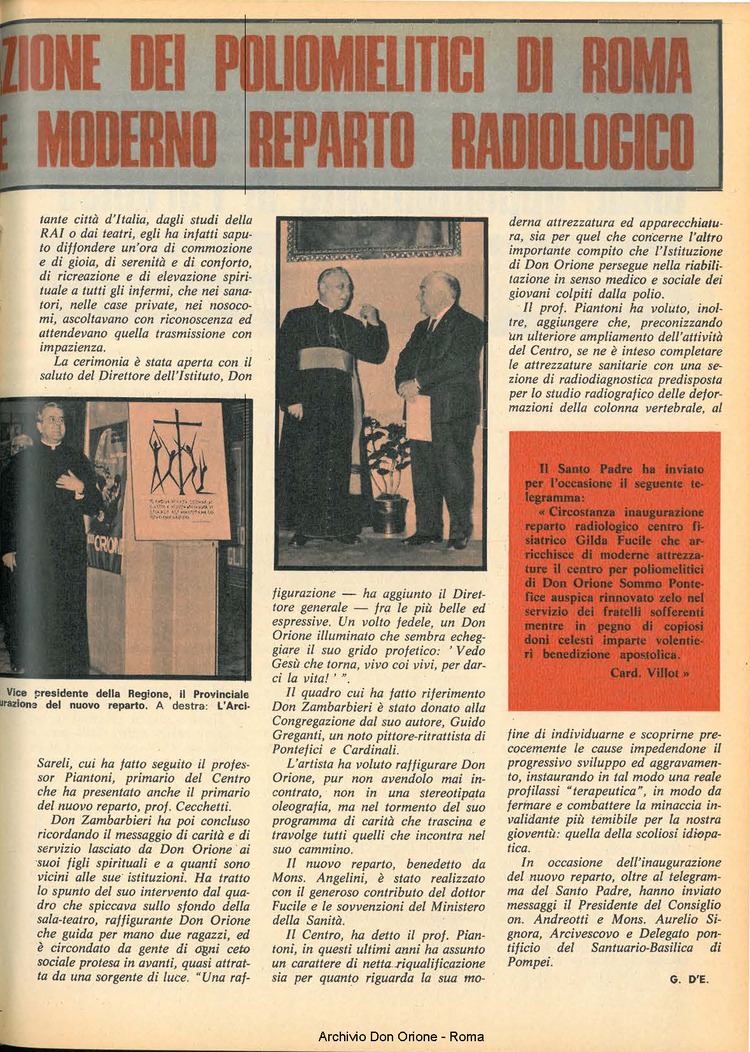 ZIONE DEI POLIOMIELITICI DI ROMA
E MODERNO REPARTO RADIOLOGICO
tante città d'Italia, dagli studi della
RAI o dai teatri, egli ha infatti sapu-
to diffondere un'ora di commozione
e di gioia, di serenità e di conforto,
di ricreazione e di elevazione spiri-
tuale a tutti gli infermi, che nei sana-
tori, nelle case private, nei nosoco-
mi, ascoltavano con riconoscenza ed
attendevano quella trasmissione con
impazienza.
La cerimonia è stata aperta con il
saluto del Direttore dell'Istituto, Don
ORIONE
Vice presidente della Regione, il Provinciale
urazione del nuovo reparto. A destra: L'Arci-
Sareli, cui ha fatto seguito il profes-
sor Piantoni, primario del Centro
che ha presentato anche il primario
del nuovo reparto, prof. Cecchetti.
Don Zambarbieri ha poi concluso
ricordando il messaggio di carità e di
servizio lasciato da Don Orione ai
suoi figli spirituali e a quanti sono
vicini alle sue istituzioni. Ha tratto
lo spunto del suo intervento dal qua-
dro che spiccava sullo sfondo della
sala-teatro, raffigurante Don Orione
che guida per mano due ragazzi, ed
è circondato da gente di ogni ceto
sociale protesa in avanti, quasi attrat-
ta da una sorgente di luce. "Una raf-
figurazione — ha aggiunto il Diret-
tore generale — fra le più belle ed
espressive. Un volto fedele, un Don
Orione illuminato che sembra echeg-
giare il suo grido profetico: 'Vedo
Gesù che torna, vivo coi vivi, per dar-
ci la vita!' ".
Il quadro cui ha fatto riferimento
Don Zambarbieri è stato donato alla
Congregazione dal suo autore, Guido
Greganti, un noto pittore-ritrattista di
Pontefici e Cardinali.
L'artista ha voluto raffigurare Don
Orione, pur non avendolo mai in-
contrato, non in una stereotipata
oleografia, ma nel tormento del suo
programma di carità che trascina e
travolge tutti quelli che incontra nel
suo cammino.
Il nuovo reparto, benedetto da
Mons. Angelini, è stato realizzato
con il generoso contributo del dottor
Fucile e le sovvenzioni del Ministero
della Sanità.
Il Centro, ha detto il prof. Pian-
toni, in questi ultimi anni ha assunto
un carattere di netta riqualificazione
sia per quanto riguarda la sua mo-
derna attrezzatura ed apparecchiatu-
ra, sia per quel che concerne l'altro
importante compito che l'Istituzione
di Don Orione persegue nella riabili-
tazione in senso medico e sociale dei
giovani colpiti dalla polio.
Il prof. Piantoni ha voluto, inol-
tre, aggiungere che, preconizzando
un ulteriore ampliamento dell'attività
del Centro, se ne è inteso completare
le attrezzature sanitarie con una se-
zione di radiodiagnostica predisposta
per lo studio radiografico delle defor-
mazioni della colonna vertebrale, al
Il Santo Padre ha inviato
per l'occasione il seguente te-
legramma:
« Circostanza inaugurazione
reparto radiologico centro fi-
siatrico Gilda Fucile che ar-
ricchisce di moderne attrezza-
ture il centro per poliomelitici
di Don Orione Sommo Ponte-
fice auspica rinnovato zelo nel
servizio dei fratelli sofferenti
mentre in pegno di copiosi
doni celesti imparte volentie-
ri benedizione apostolica.
Card. Villot »
fine di individuarne e scoprirne pre-
cocemente le cause impedendone il
progressivo sviluppo ed aggravamen-
to, instaurando in tal modo una reale
profilassi "terapeutica", in modo da
fermare e combattere la minaccia in-
validante più temibile per la nostra
gioventù: quella della scoliosi idiopa-
tica.
In occasione dell'inaugurazione
del nuovo reparto, oltre al telegram-
ma del Santo Padre, hanno inviato
messaggi il Presidente del Consiglio
on. Andreotti e Mons. Aurelio Si-
gnora, Arcivescovo e Delegato pon-
tificio del Santuario-Basilica di
Pompei.
G. D'E.
Archivio Don Orione - Roma